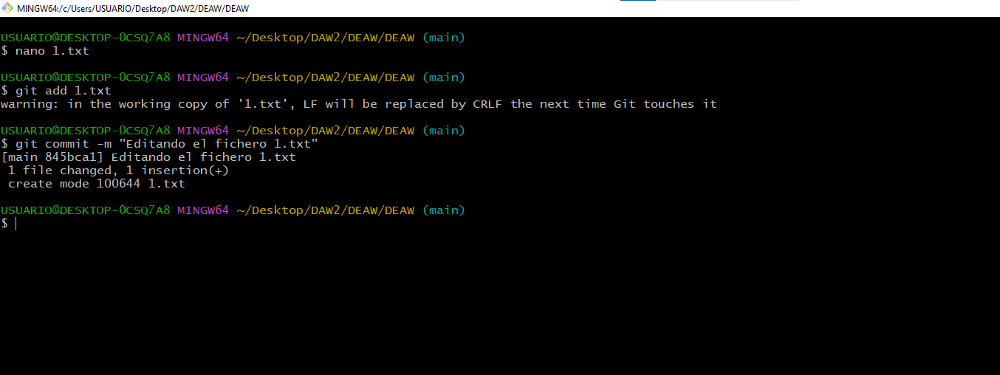 MINGW64:/c/Users/USUARIO/Desktop/DAW2/DEAW/DEAW
USUARIO@DESKTOP-0CSQ7A8 MINGW64 ~/Desktop/DAW2/DEAW/DEAW (main)
$ nano 1.txt
USUARIO@DESKTOP-0CSQ7A8 MINGW64 ~/Desktop/DAW2/DEAW/DEAW (main)
$ git add 1.txt
warning: in the working copy of '1.txt', LF will be replaced by CRLF the next time Git touches it
USUARIO@DESKTOP-0CSQ7A8 MINGW64 ~/Desktop/DAW2/DEAW/DEAW (main)
$ git commit -m "Editando el fichero 1.txt"
[main 845bca1] Editando el fichero 1.txt
 1 file changed, 1 insertion(+)
 create mode 100644 1.txt
USUARIO@DESKTOP-0CSQ7A8 MINGW64 ~/Desktop/DAW2/DEAW/DEAW (main)
$